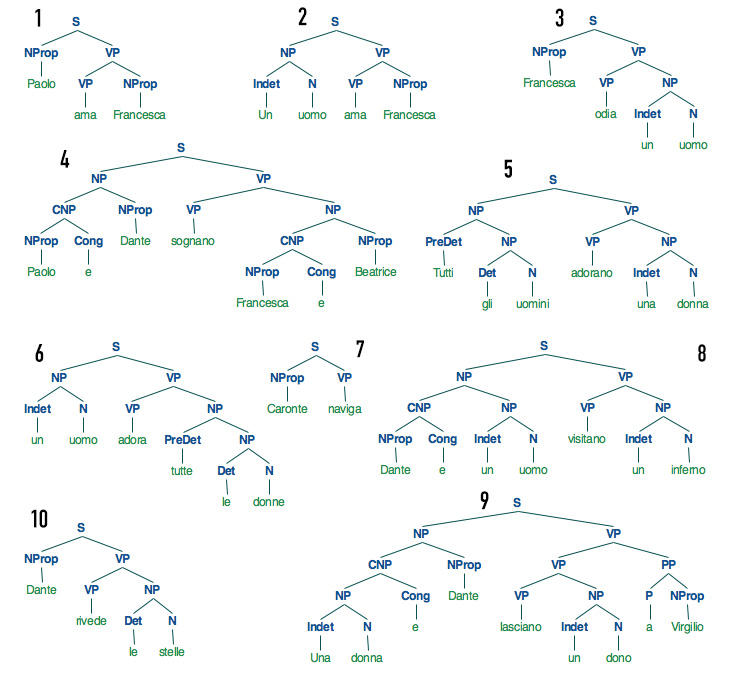 1 S 2 S 3 S
NProp VP NP VP NProp VP
Paolo VP NProp Indet N VP NProp Francesca VP NP
ama Francesca Un uomo ama Francesca odia Indet N
un uomo
4 S 5 S
NP VP NP VP
CNP NProp VP NP PreDet NP VP NP
NProp Cong Dante sognano CNP NProp Tutti Det N adorano Indet N
Paolo e NProp Cong Beatrice gli uomini una donna
Francesca e
6 S S 7 S 8
NP VP NProp VP NP VP
Indet N VP NP Caronte naviga CNP NP VP NP
un uomo adora PreDet NP NProp Cong Indet N visitano Indet N
tutte Det N Dante e un uomo un inferno
le donne
10 S 9 S
NProp VP NP VP
Dante VP NP CNP NProp VP PP
rivede Det N NP Cong Dante VP NP P NProp
le stelle Indet N e lasciano Indet N a Virgilio
Una donna un dono